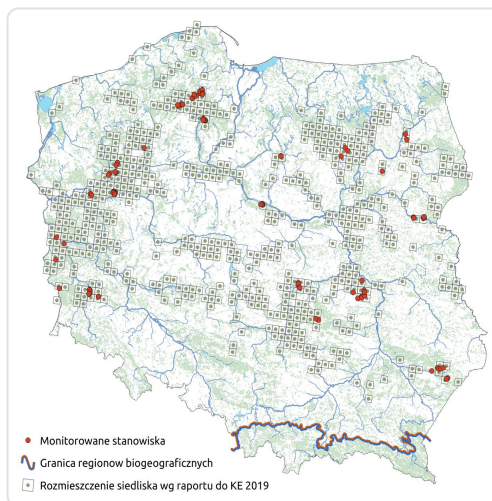 Monitorowane stanowiska
Granica regionow biogeograficznych
Rozmieszczenie siedliska wg raportu do KE 2019